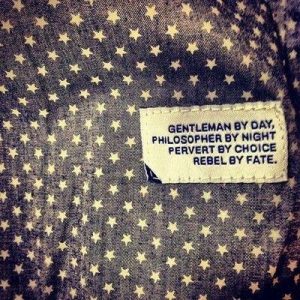 GENTLEMAN BY DAY,
PHILOSOPHER BY NIGHT
PERVERT BY CHOICE
REBEL BY FATE.